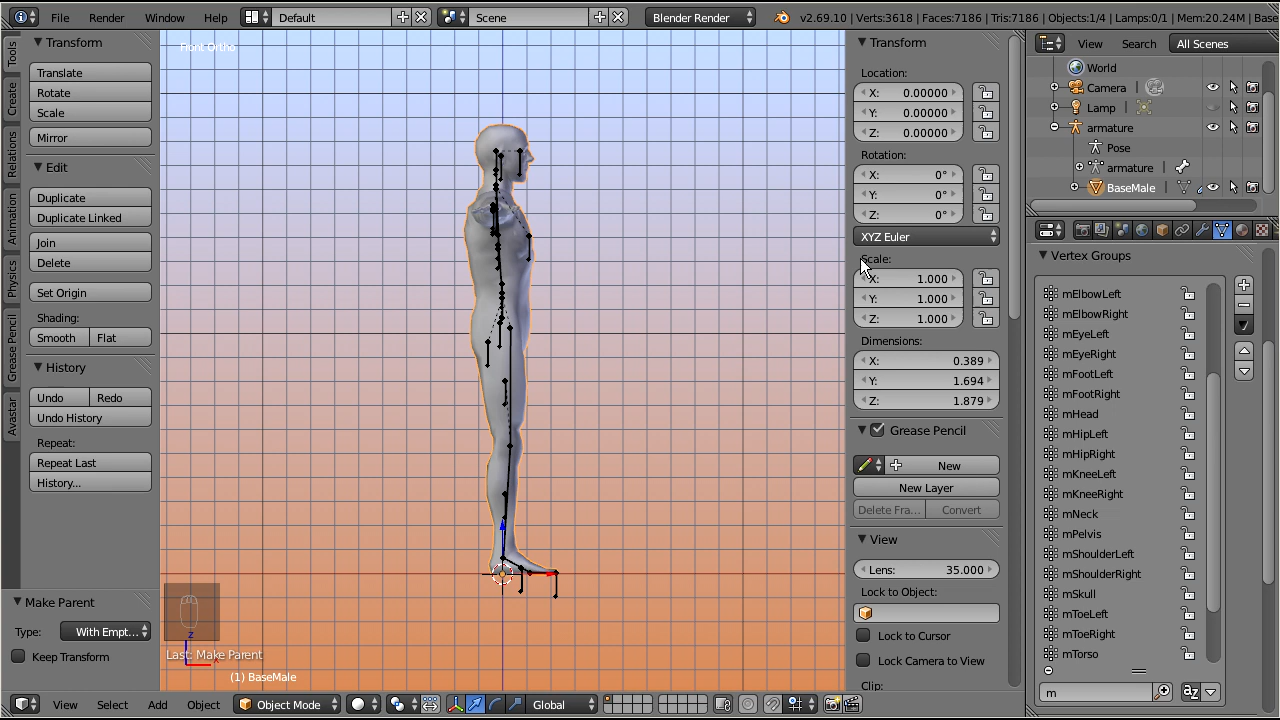 File Render Window Help Default Scene Blender Render v2.69.10 | Verts:3618 | Faces:7186 | Tris:7186 | Objects:1/4 | Lamps:0/1 | Mem:20.24M | Base
Tools
Create
Relations
Animation
Physics
Grease Pencil
Avastar
Transform
Translate
Rotate
Scale
Mirror
Edit
Duplicate
Duplicate Linked
Join
Delete
Set Origin
Shading:
Smooth Flat
History
Undo Redo
Undo History
Repeat:
Repeat Last
History...
Make Parent
Type: With Empt...
Keep Transform
Front Ortho
z
x
Last: Make Parent
(1) BaseMale
View Select Add Object Object Mode Global
Transform
Location:
X: 0.00000
Y: 0.00000
Z: 0.00000
Rotation:
X: 0°
Y: 0°
Z: 0°
XYZ Euler
Scale:
X: 1.000
Y: 1.000
Z: 1.000
Dimensions:
X: 0.389
Y: 1.694
Z: 1.879
Grease Pencil
New
New Layer
Delete Fra... Convert
View
Lens: 35.000
Lock to Object:
Lock to Cursor
Lock Camera to View
Clip:
View Search All Scenes
World
Camera
Lamp
armature
Pose
armature
BaseMale
Vertex Groups
mElbowLeft
mElbowRight
mEyeLeft
mEyeRight
mFootLeft
mFootRight
mHead
mHipLeft
mHipRight
mKneeLeft
mKneeRight
mNeck
mPelvis
mShoulderLeft
mShoulderRight
mSkull
mToeLeft
mToeRight
mTorso
m az